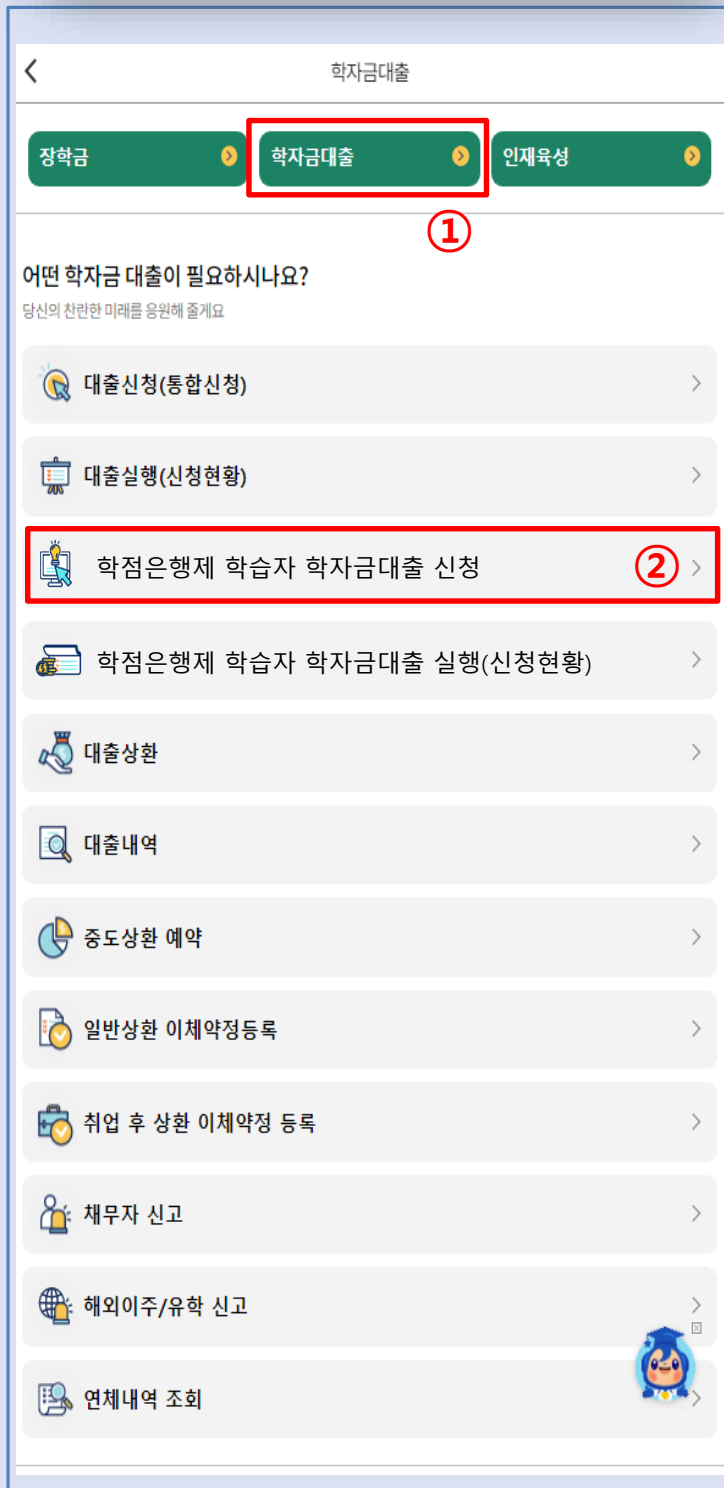 학자금대출
장학금 학자금대출 인재육성
①
어떤 학자금 대출이 필요하시나요?
당신의 찬란한 미래를 응원해 줄게요
대출신청(통합신청)
대출실행(신청현황)
학점은행제 학습자 학자금대출 신청 ②
학점은행제 학습자 학자금대출 실행(신청현황)
대출상환
대출내역
중도상환 예약
일반상환 이체약정등록
취업 후 상환 이체약정 등록
채무자 신고
해외이주/유학 신고
연체내역 조회